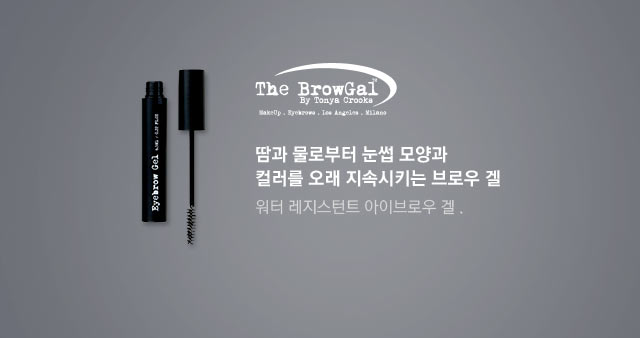 The BrowGal
By Tonya Crooks
MakeUp . Eyebrows . Los Angeles . Milano
땀과 물로부터 눈썹 모양과
컬러를 오래 지속시키는 브로우 겔
워터 레지스턴트 아이브로우 겔 .
Eyebrow Gel